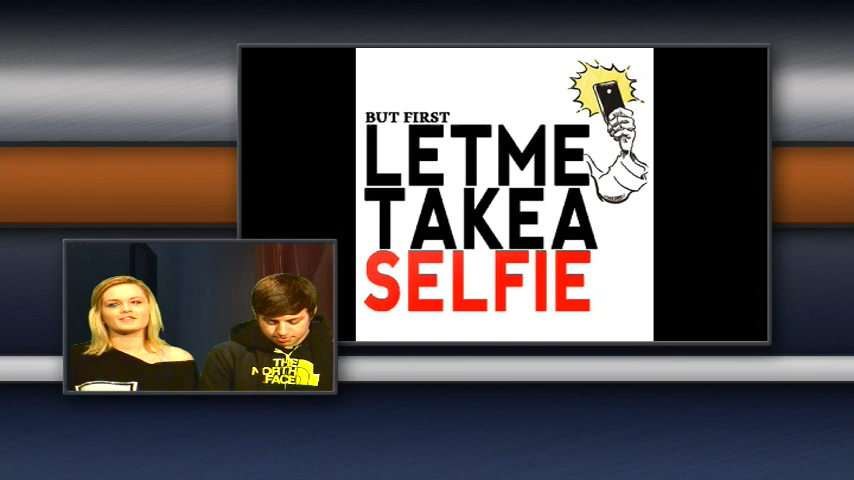 BUT FIRST
LETME
TAKEA
SELFIE
THE
NORTH
FACE